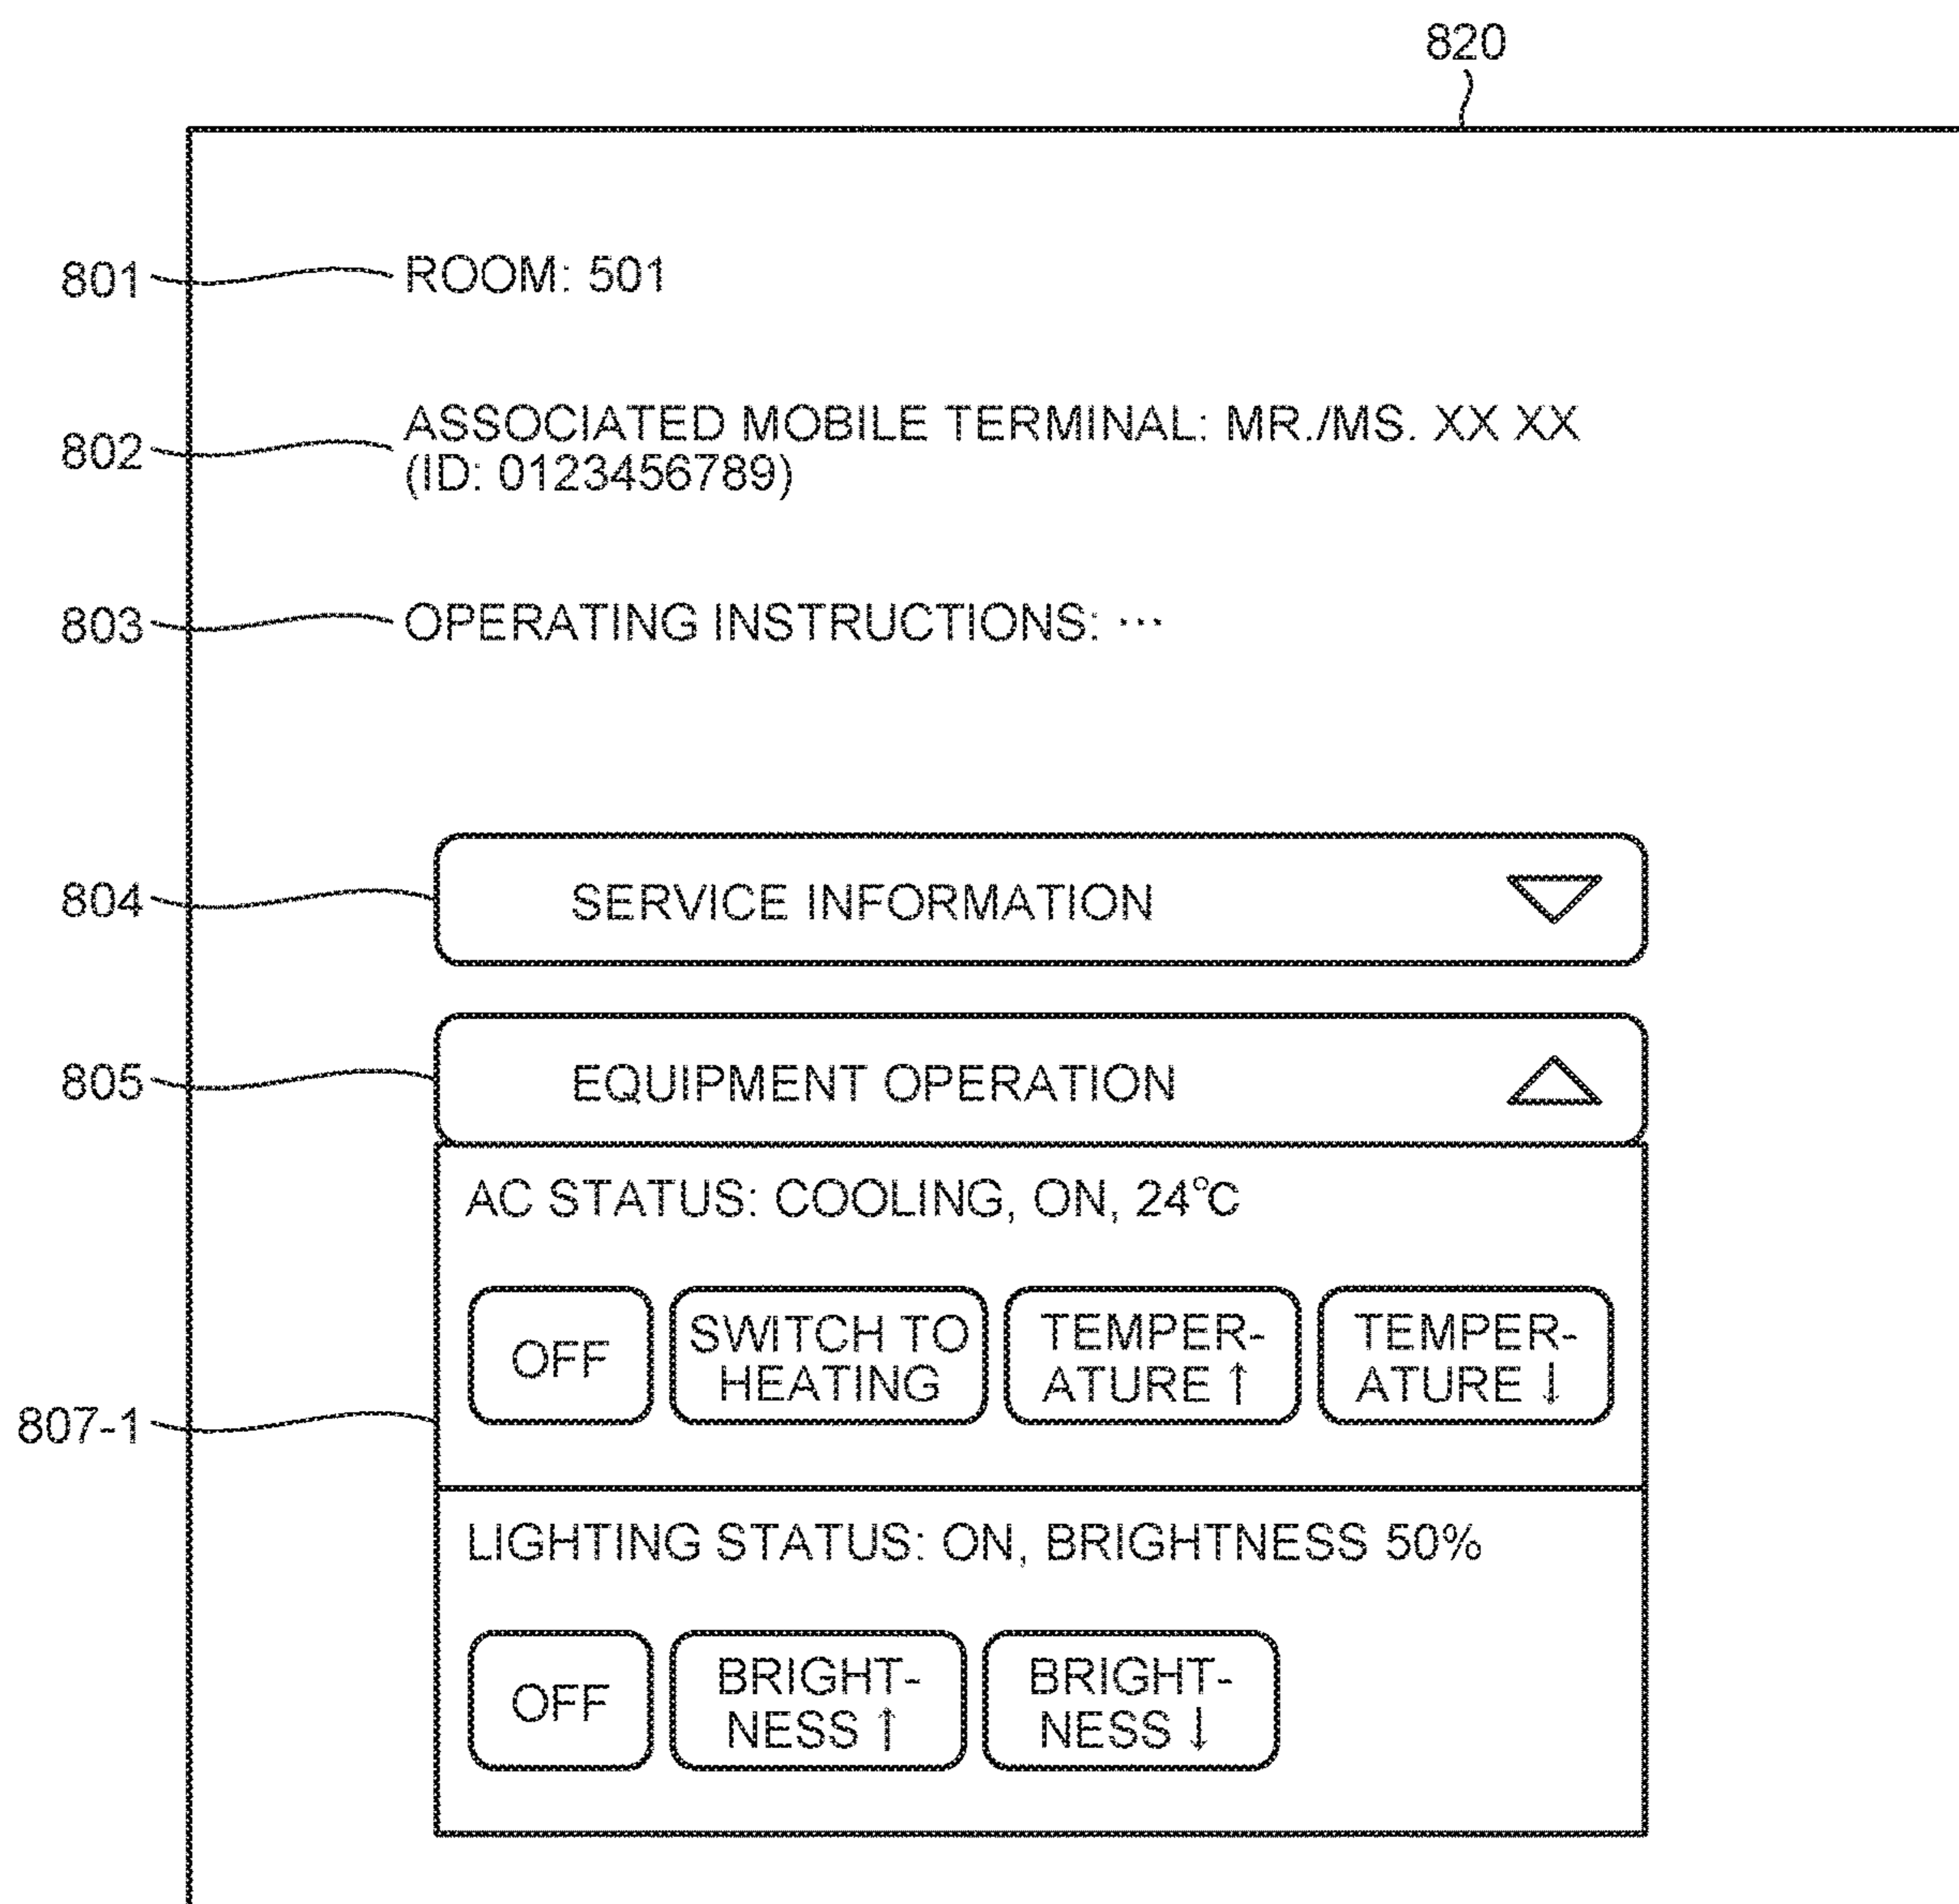 820
801 ROOM: 501
802 ASSOCIATED MOBILE TERMINAL: MR./MS. XX XX
(ID: 0123456789)
803 OPERATING INSTRUCTIONS: ···
804 SERVICE INFORMATION ▽
805 EQUIPMENT OPERATION △
AC STATUS: COOLING, ON, 24℃
807-1
OFF
SWITCH TO
HEATING
TEMPER-
ATURE ↑
TEMPER-
ATURE ↓
LIGHTING STATUS: ON, BRIGHTNESS 50%
OFF
BRIGHT-
NESS ↑
BRIGHT-
NESS ↓